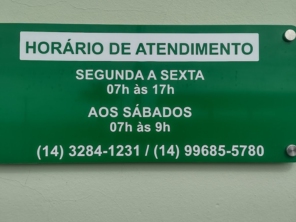 HORÁRIO DE ATENDIMENTO
SEGUNDA A SEXTA
07h às 17h
AOS SÁBADOS
07h às 9h
(14) 3284-1231 / (14) 99685-5780